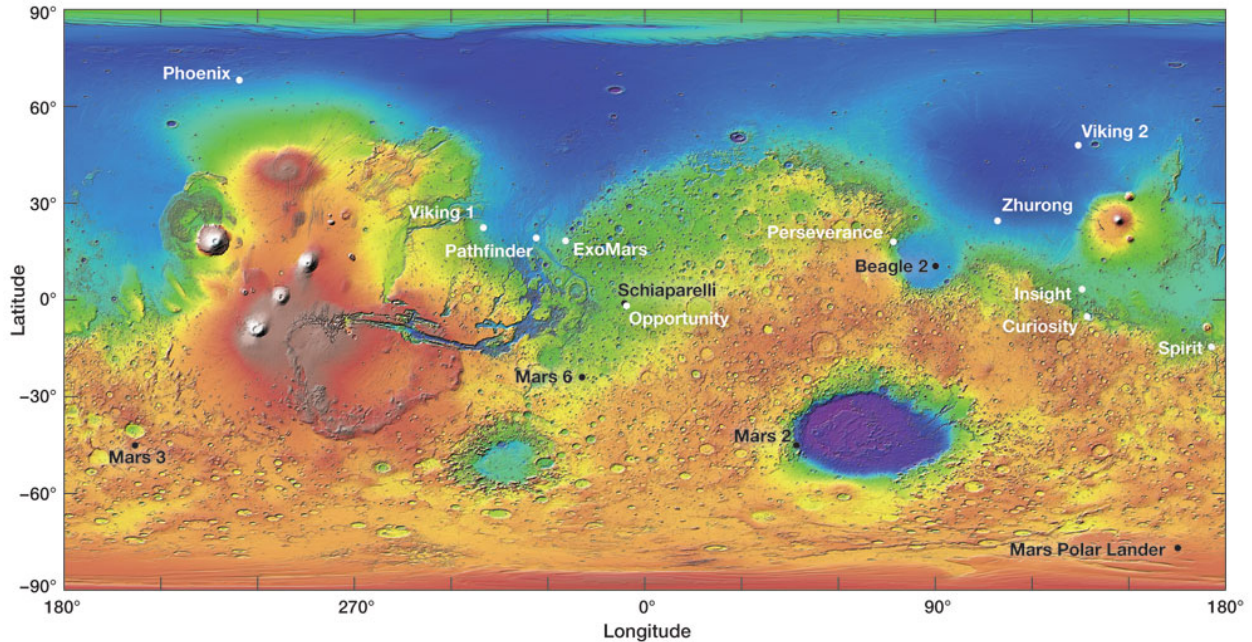 90°
Phoenix
60°
Viking 2
30°
Viking 1
Zhurong
Pathfinder
ExoMars
Perseverance
Beagle 2
Latitude
0°
Schiaparelli
Opportunity
Insight
Curiosity
Spirit
−30°
Mars 6
Mars 3
Mars 2
−60°
Mars Polar Lander
−90°
180°
270°
0°
90°
180°
Longitude